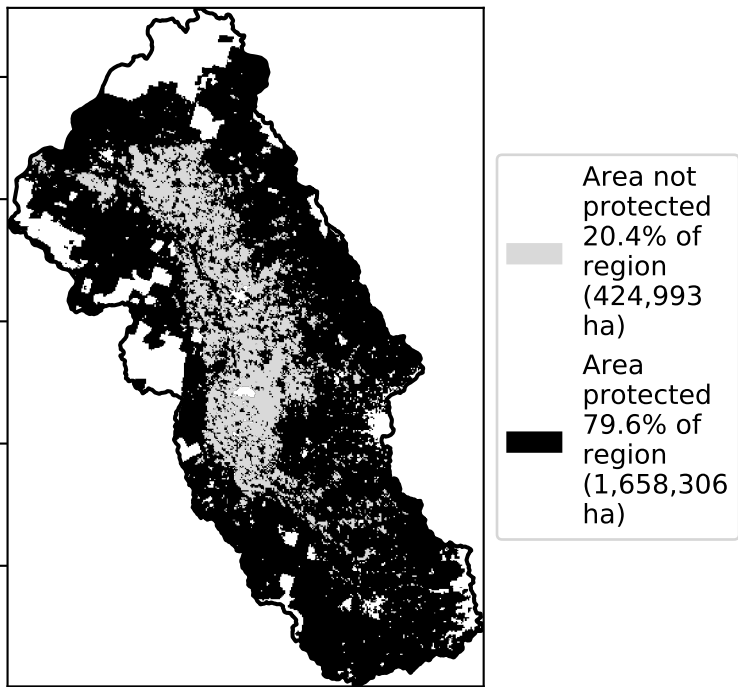 Area not
protected
20.4% of
region
(424,993
ha)
Area
protected
79.6% of
region
(1,658,306
ha)